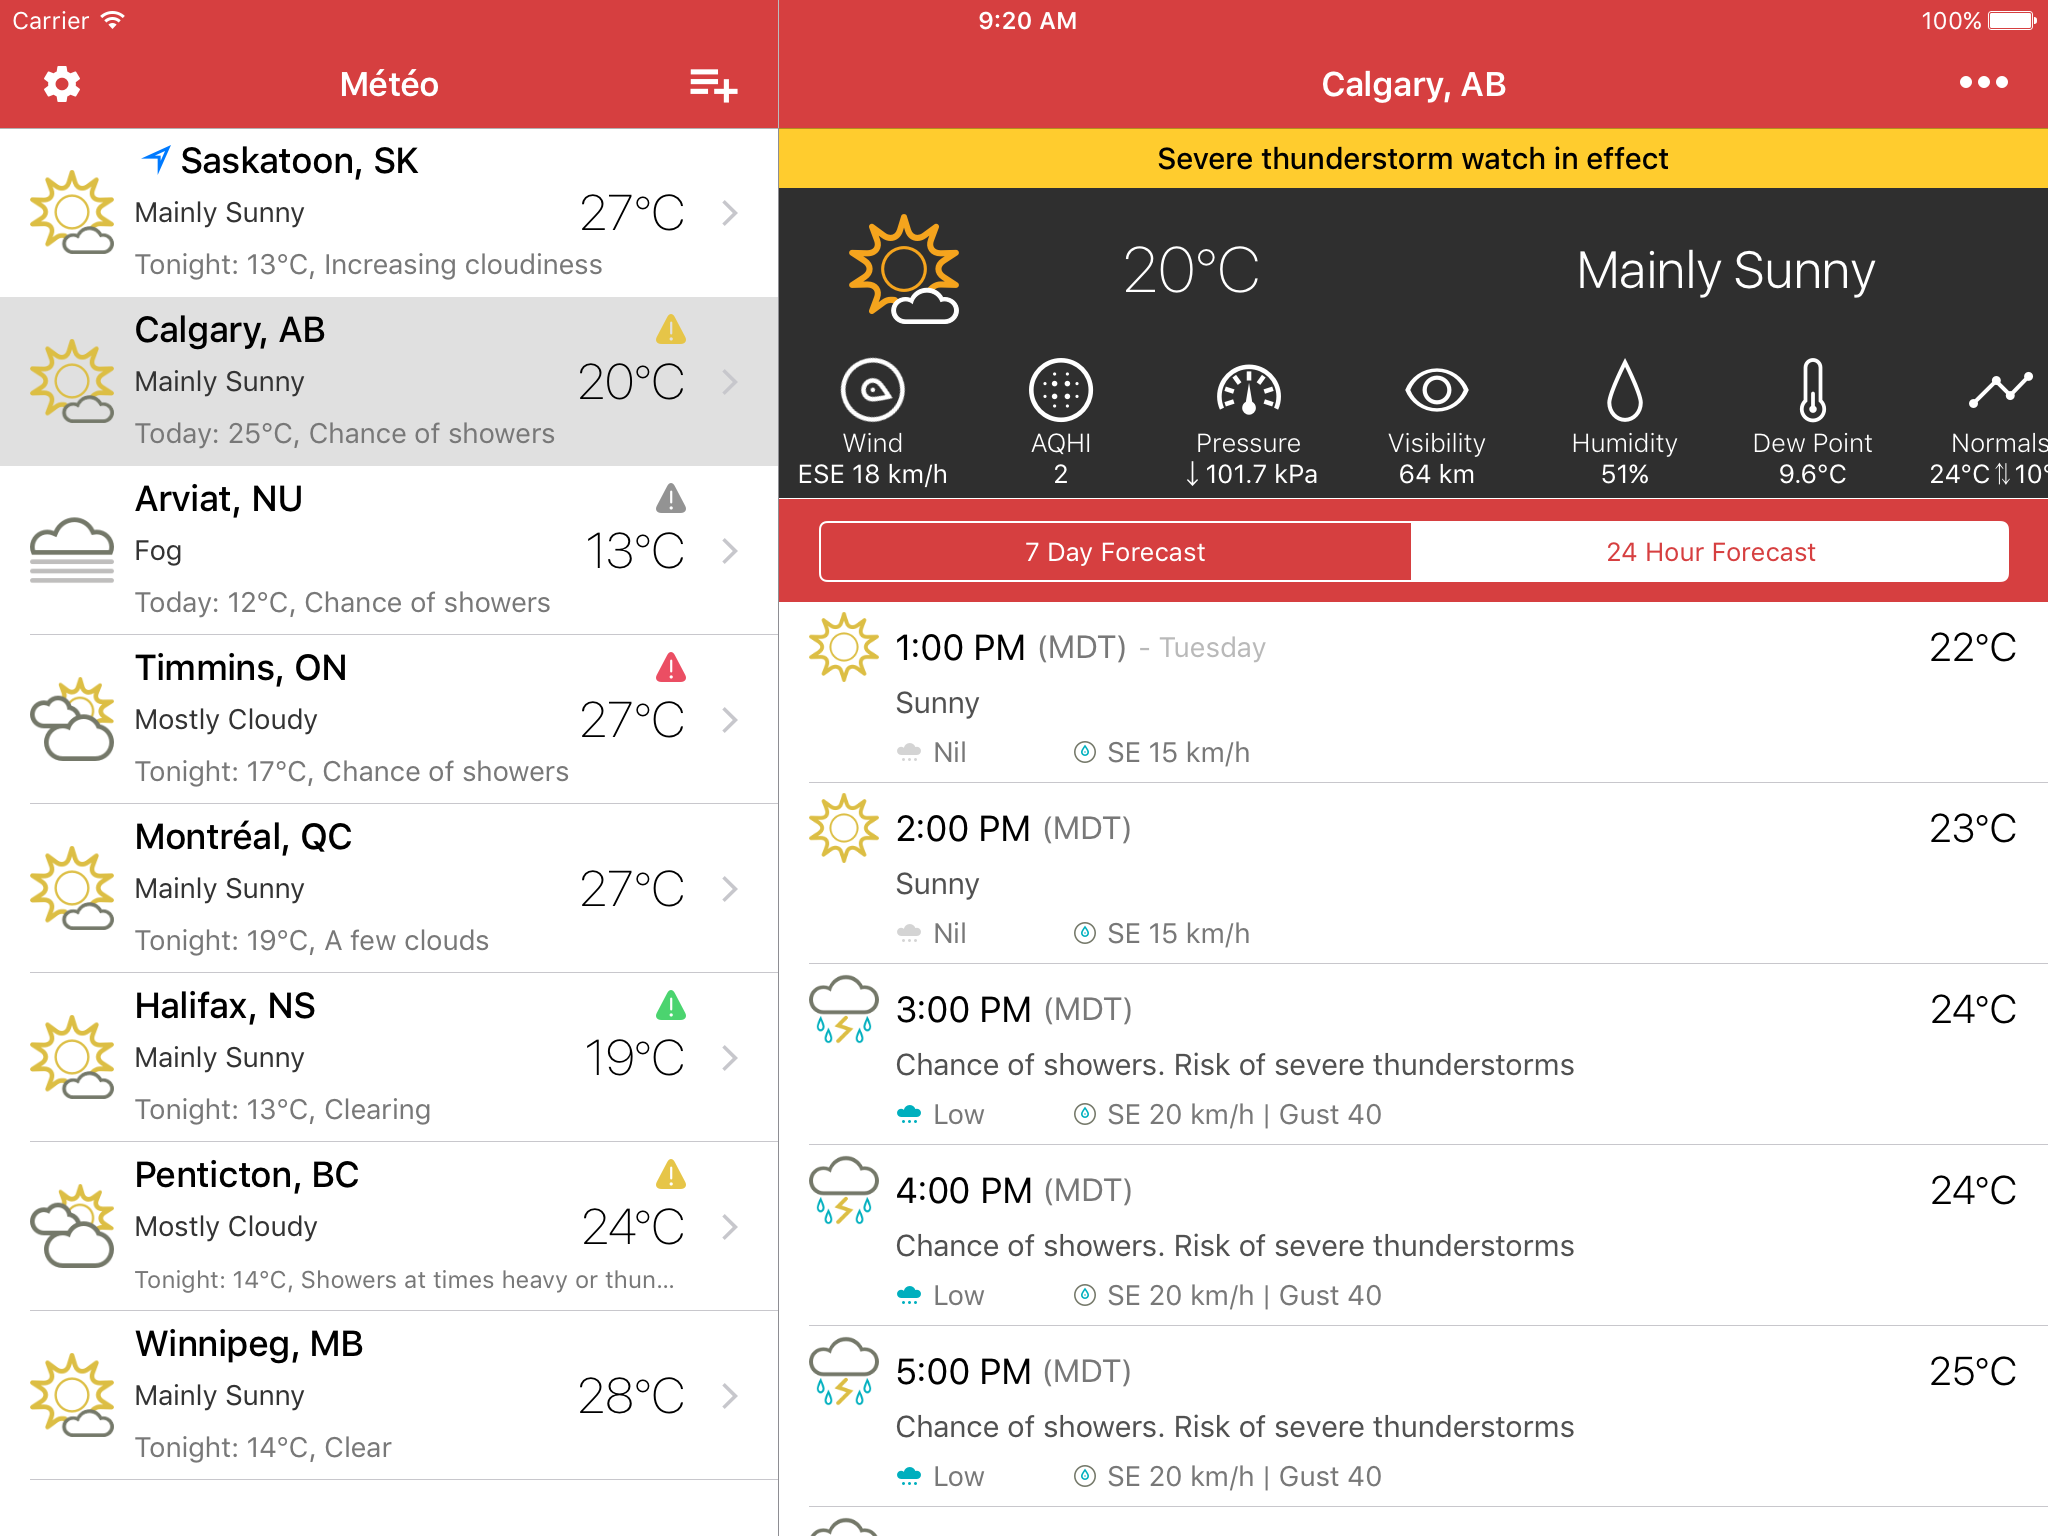 Carrier
9:20 AM
100%
Météo
Calgary, AB
Saskatoon, SK
Mainly Sunny
27°C
Tonight: 13°C, Increasing cloudiness
Calgary, AB
Mainly Sunny
20°C
Today: 25°C, Chance of showers
Arviat, NU
Fog
13°C
Today: 12°C, Chance of showers
Timmins, ON
Mostly Cloudy
27°C
Tonight: 17°C, Chance of showers
Montréal, QC
Mainly Sunny
27°C
Tonight: 19°C, A few clouds
Halifax, NS
Mainly Sunny
19°C
Tonight: 13°C, Clearing
Penticton, BC
Mostly Cloudy
24°C
Tonight: 14°C, Showers at times heavy or thun...
Winnipeg, MB
Mainly Sunny
28°C
Tonight: 14°C, Clear
Severe thunderstorm watch in effect
20°C
Mainly Sunny
Wind
ESE 18 km/h
AQHI
2
Pressure
↓ 101.7 kPa
Visibility
64 km
Humidity
51%
Dew Point
9.6°C
Normals
24°C ⇅ 10°
7 Day Forecast
24 Hour Forecast
1:00 PM (MDT) - Tuesday
22°C
Sunny
Nil
SE 15 km/h
2:00 PM (MDT)
23°C
Sunny
Nil
SE 15 km/h
3:00 PM (MDT)
24°C
Chance of showers. Risk of severe thunderstorms
Low
SE 20 km/h | Gust 40
4:00 PM (MDT)
24°C
Chance of showers. Risk of severe thunderstorms
Low
SE 20 km/h | Gust 40
5:00 PM (MDT)
25°C
Chance of showers. Risk of severe thunderstorms
Low
SE 20 km/h | Gust 40